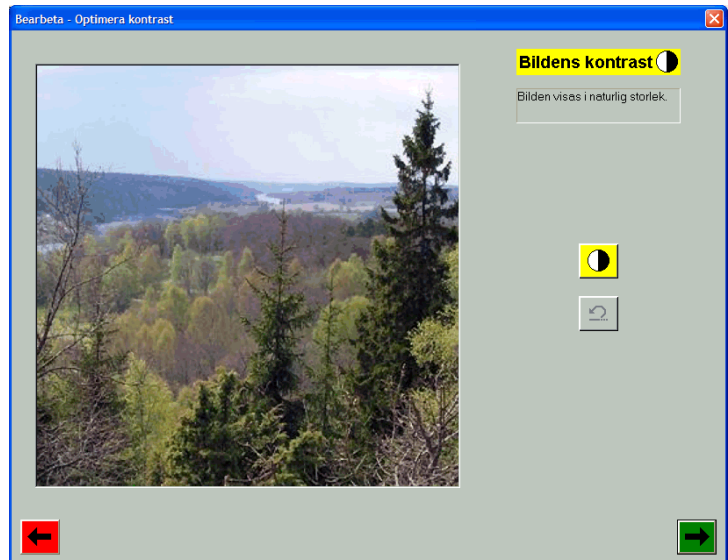 Bearbeta - Optimera kontrast
Bildens kontrast
Bilden visas i naturlig storlek.